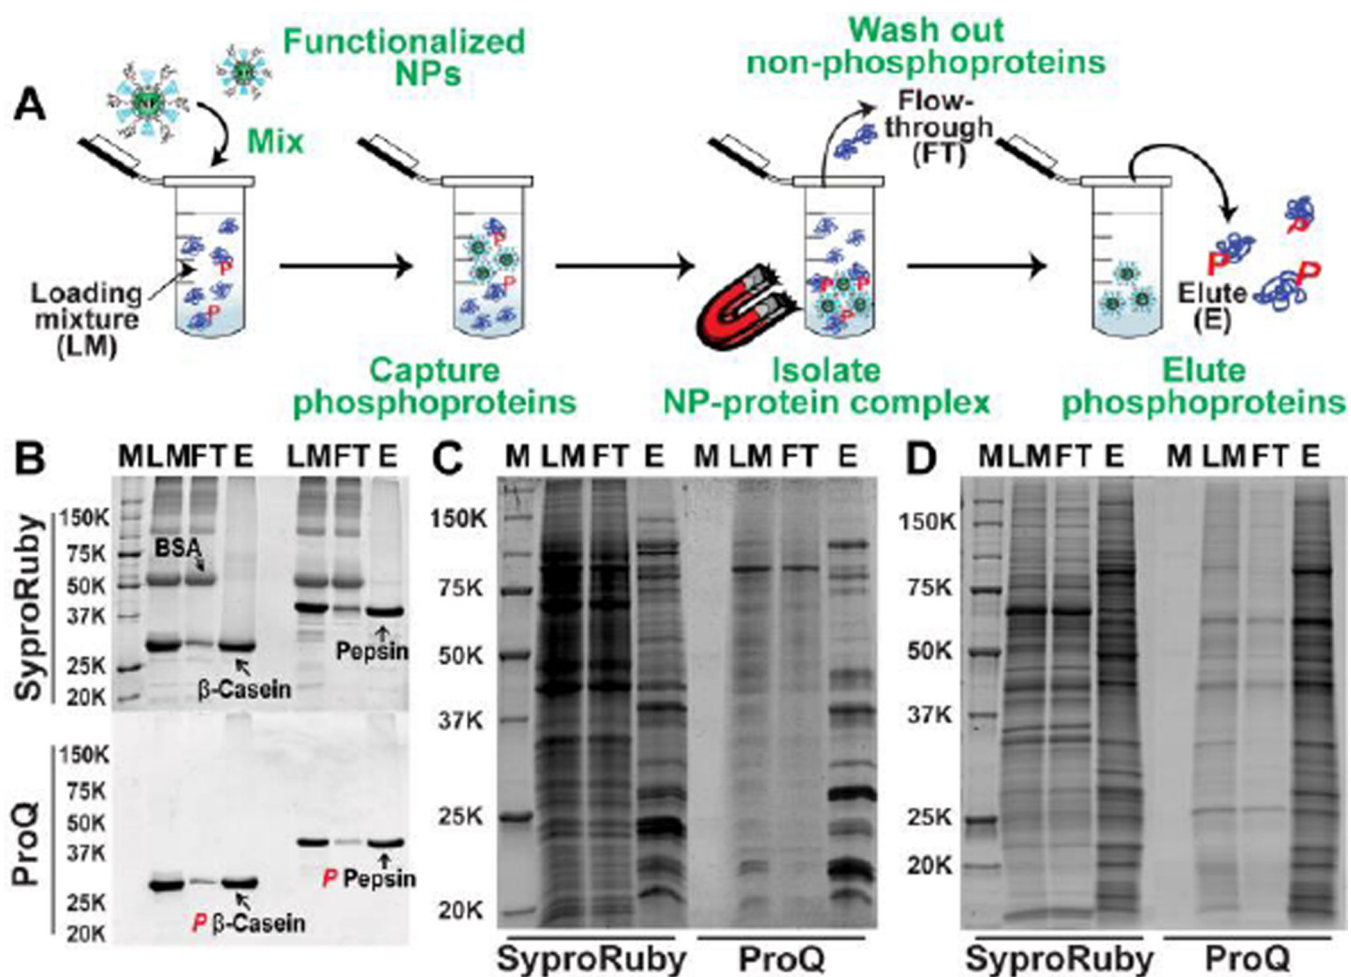 Functionalized
NPs
Wash out
non-phosphoproteins
A
NP
Mix
Flow-
through
(FT)
Loading
mixture
(LM)
P
P
P
P
P
P
P
P
P
Elute
(E)
Capture
phosphoproteins
Isolate
NP-protein complex
Elute
phosphoproteins
B
M LM FT E LM FT E
SyproRuby
150K
75K
50K
37K
25K
20K
BSA
Pepsin
β-Casein
ProQ
150K
75K
50K
37K
25K
20K
P Pepsin
P β-Casein
C
M LM FT E M LM FT E
150K
75K
50K
37K
25K
20K
SyproRuby ProQ
D
M LM FT E M LM FT E
150K
75K
50K
37K
25K
20K
SyproRuby ProQ